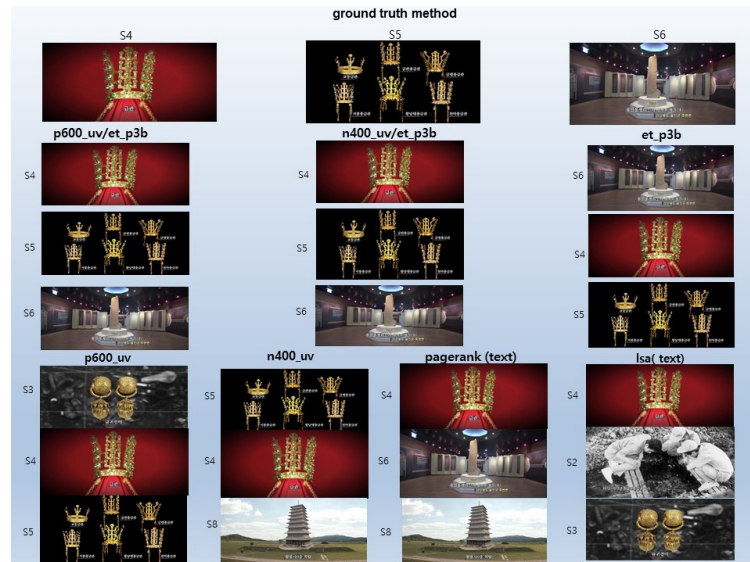 ground truth method
S4 S5 S6
p600_uv/et_p3b n400_uv/et_p3b et_p3b
S4 S4 S6
S5 S5 S4
S6 S6 S5
p600_uv n400_uv pagerank (text) lsa( text)
S3 S5 S4 S4
S4 S4 S6 S2
S5 S8 S8 S3